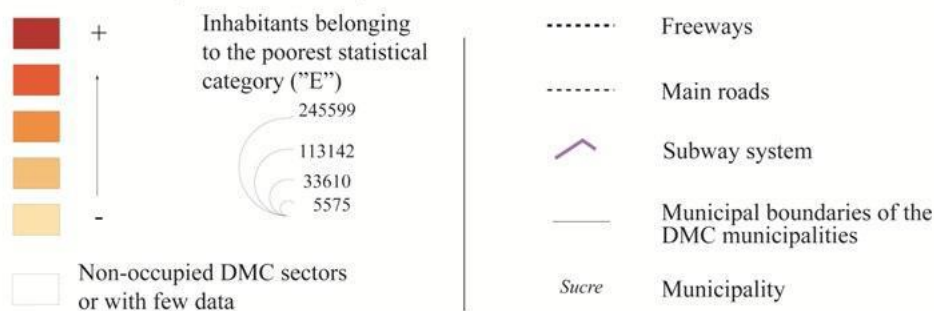 +
-
Non-occupied DMC sectors
or with few data
Inhabitants belonging
to the poorest statistical
category ("E")
245599
113142
33610
5575
Freeways
Main roads
Subway system
Municipal boundaries of the
DMC municipalities
Sucre
Municipality